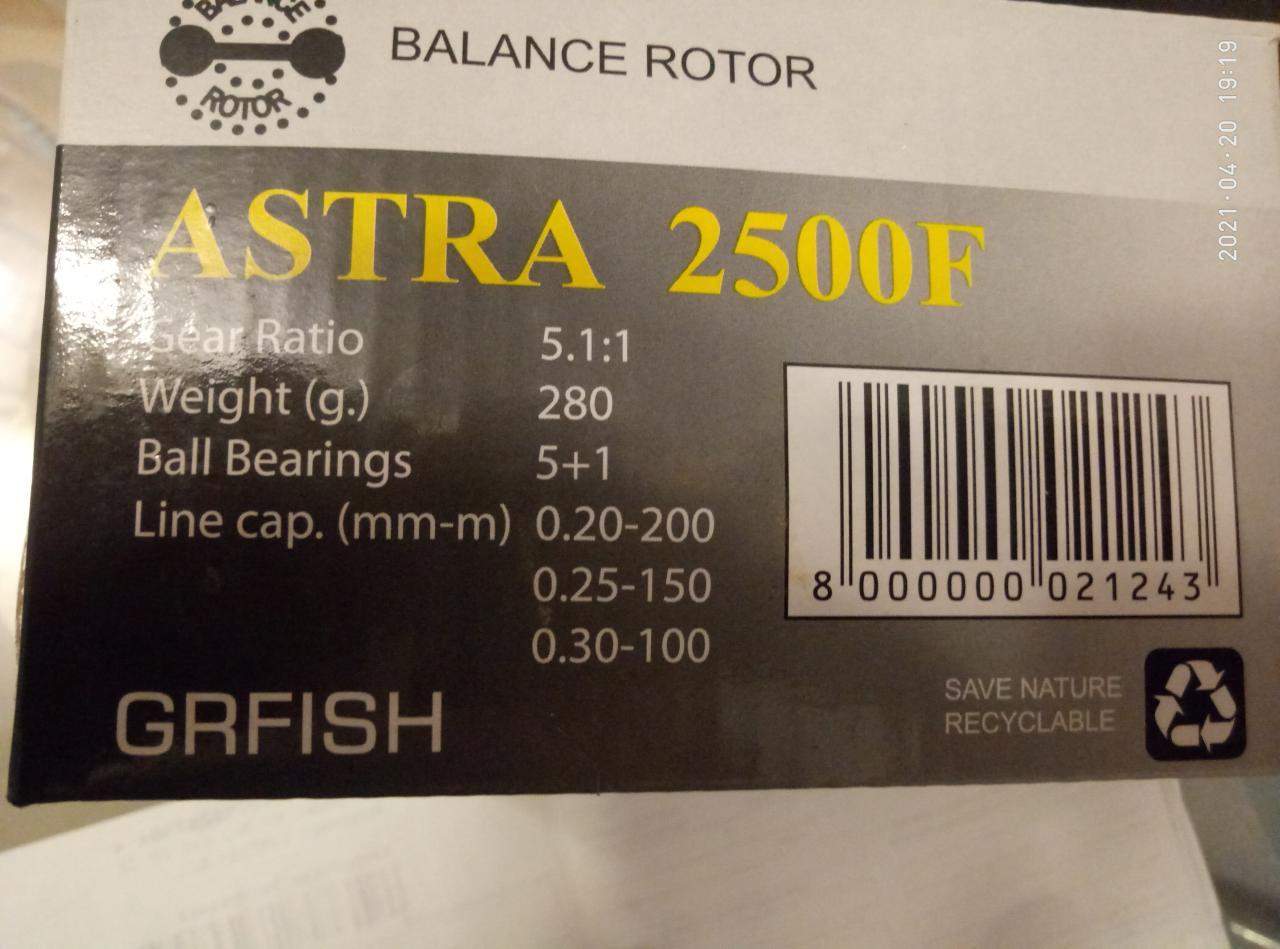 BALANCE
ROTOR
BALANCE ROTOR
2021·04·20 19:19
ASTRA 2500F
Gear Ratio 5.1:1
Weight (g.) 280
Ball Bearings 5+1
Line cap. (mm-m) 0.20-200
0.25-150
0.30-100
8 000000 021243
GRFISH
SAVE NATURE
RECYCLABLE